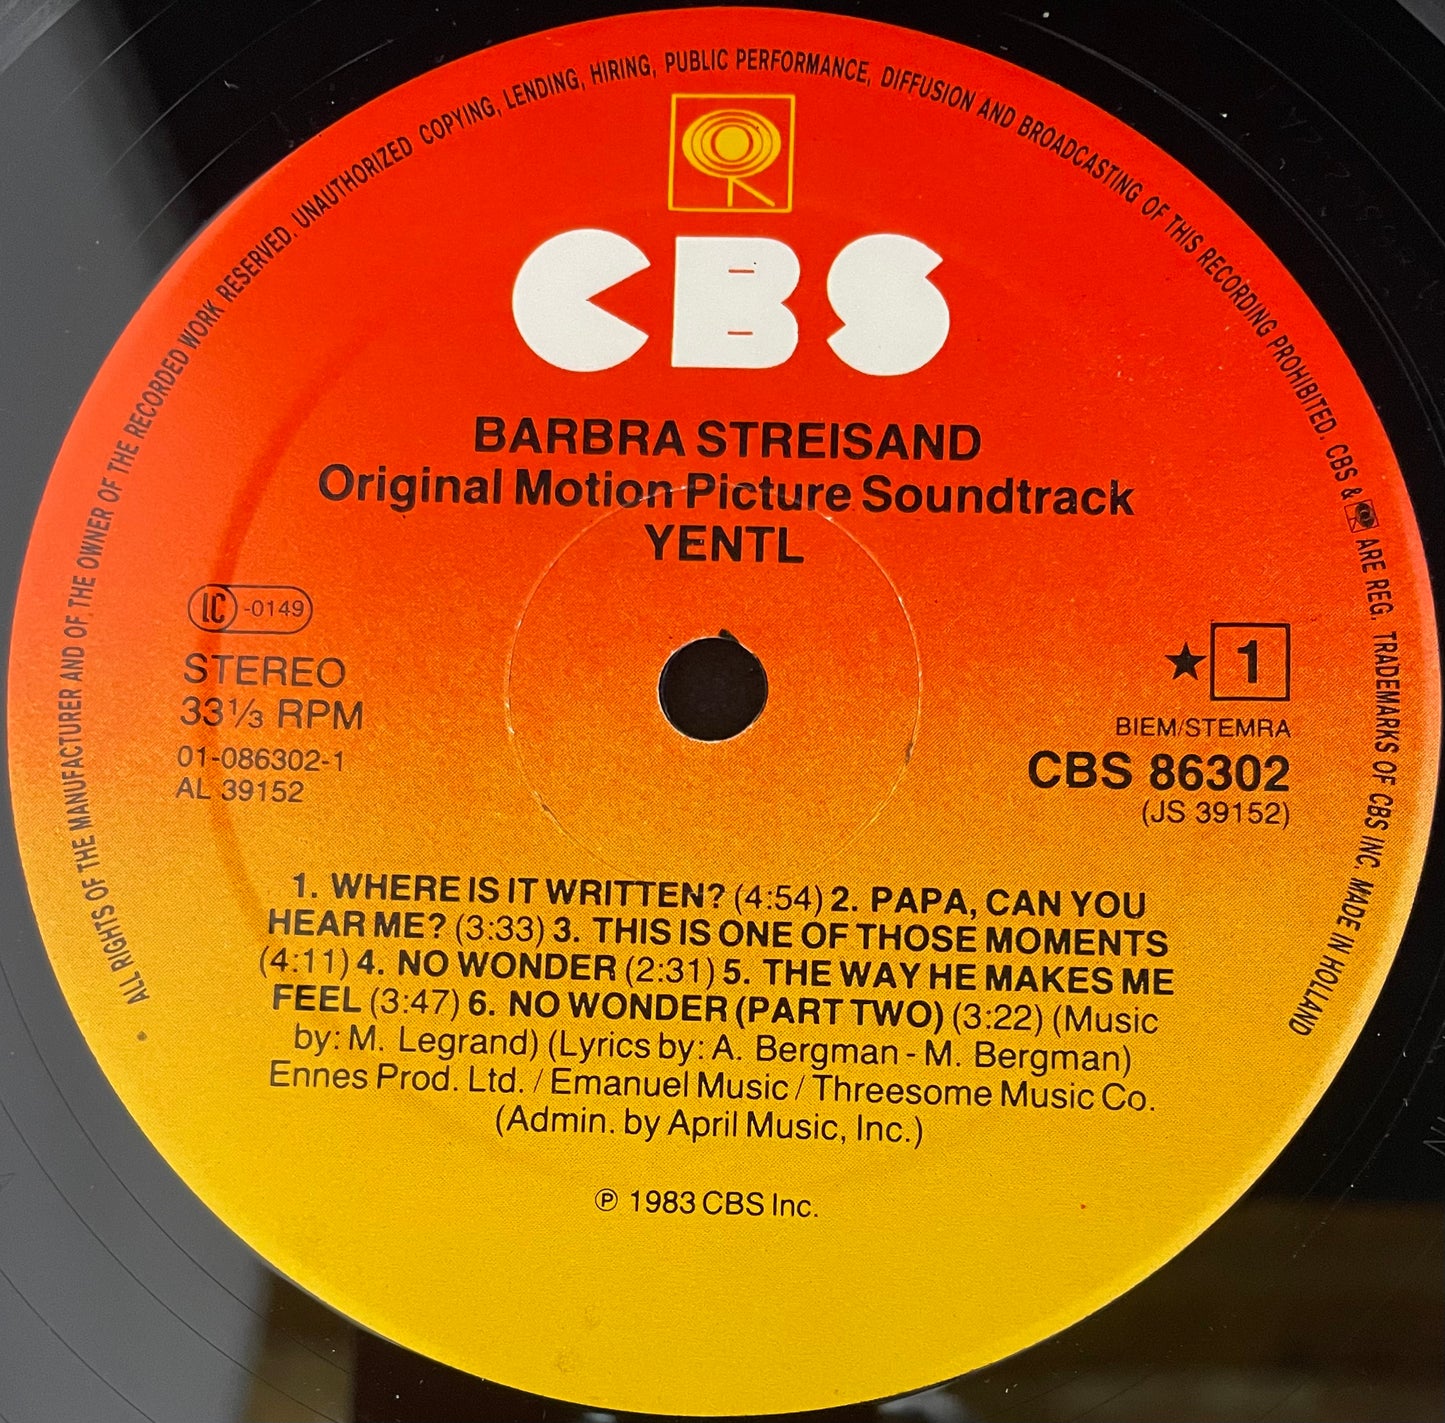 ALL RIGHTS OF THE MANUFACTURER AND OF THE OWNER OF THE RECORDED WORK RESERVED. UNAUTHORIZED COPYING, LENDING, HIRING, PUBLIC PERFORMANCE, DIFFUSION AND BROADCASTING OF THIS RECORDING PROHIBITED. CBS & ARE REG. TRADEMARKS OF CBS INC. MADE IN HOLLAND
CBS
BARBRA STREISAND
Original Motion Picture Soundtrack
YENTL
LC -0149
STEREO
33 1/3 RPM
01-086302-1
AL 39152
★ 1
BIEM/STEMRA
CBS 86302
(JS 39152)
1. WHERE IS IT WRITTEN? (4:54) 2. PAPA, CAN YOU
HEAR ME? (3:33) 3. THIS IS ONE OF THOSE MOMENTS
(4:11) 4. NO WONDER (2:31) 5. THE WAY HE MAKES ME
FEEL (3:47) 6. NO WONDER (PART TWO) (3:22) (Music
by: M. Legrand) (Lyrics by: A. Bergman - M. Bergman)
Ennes Prod. Ltd. / Emanuel Music / Threesome Music Co.
(Admin. by April Music, Inc.)
℗ 1983 CBS Inc.